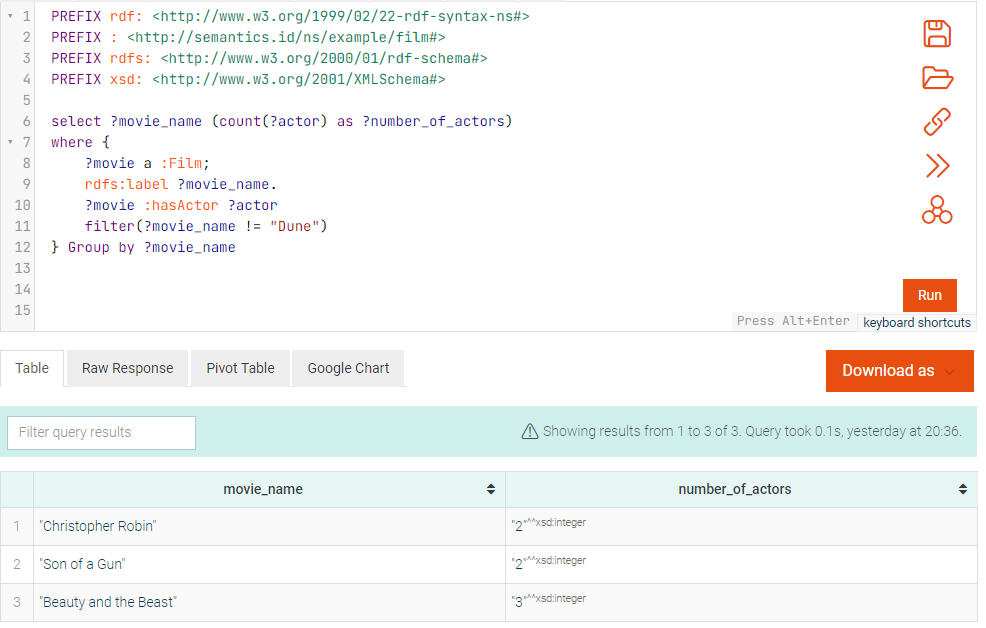 1 PREFIX rdf: <http://www.w3.org/1999/02/22-rdf-syntax-ns#>
2 PREFIX : <http://semantics.id/ns/example/film#>
3 PREFIX rdfs: <http://www.w3.org/2000/01/rdf-schema#>
4 PREFIX xsd: <http://www.w3.org/2001/XMLSchema#>
5
6 select ?movie_name (count(?actor) as ?number_of_actors)
7 where {
8 ?movie a :Film;
9 rdfs:label ?movie_name.
10 ?movie :hasActor ?actor
11 filter(?movie_name != "Dune")
12 } Group by ?movie_name
13
14
15
Run
Press Alt+Enter keyboard shortcuts
Table Raw Response Pivot Table Google Chart Download as
Filter query results Showing results from 1 to 3 of 3. Query took 0.1s, yesterday at 20:36.
movie_name number_of_actors
1 "Christopher Robin" "2"^^xsd:integer
2 "Son of a Gun" "2"^^xsd:integer
3 "Beauty and the Beast" "3"^^xsd:integer